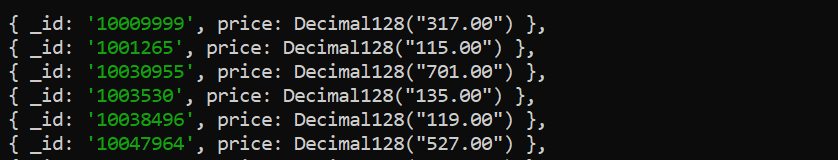 { _id: '10009999', price: Decimal128("317.00") },
{ _id: '1001265', price: Decimal128("115.00") },
{ _id: '10030955', price: Decimal128("701.00") },
{ _id: '1003530', price: Decimal128("135.00") },
{ _id: '10038496', price: Decimal128("119.00") },
{ _id: '10047964', price: Decimal128("527.00") },